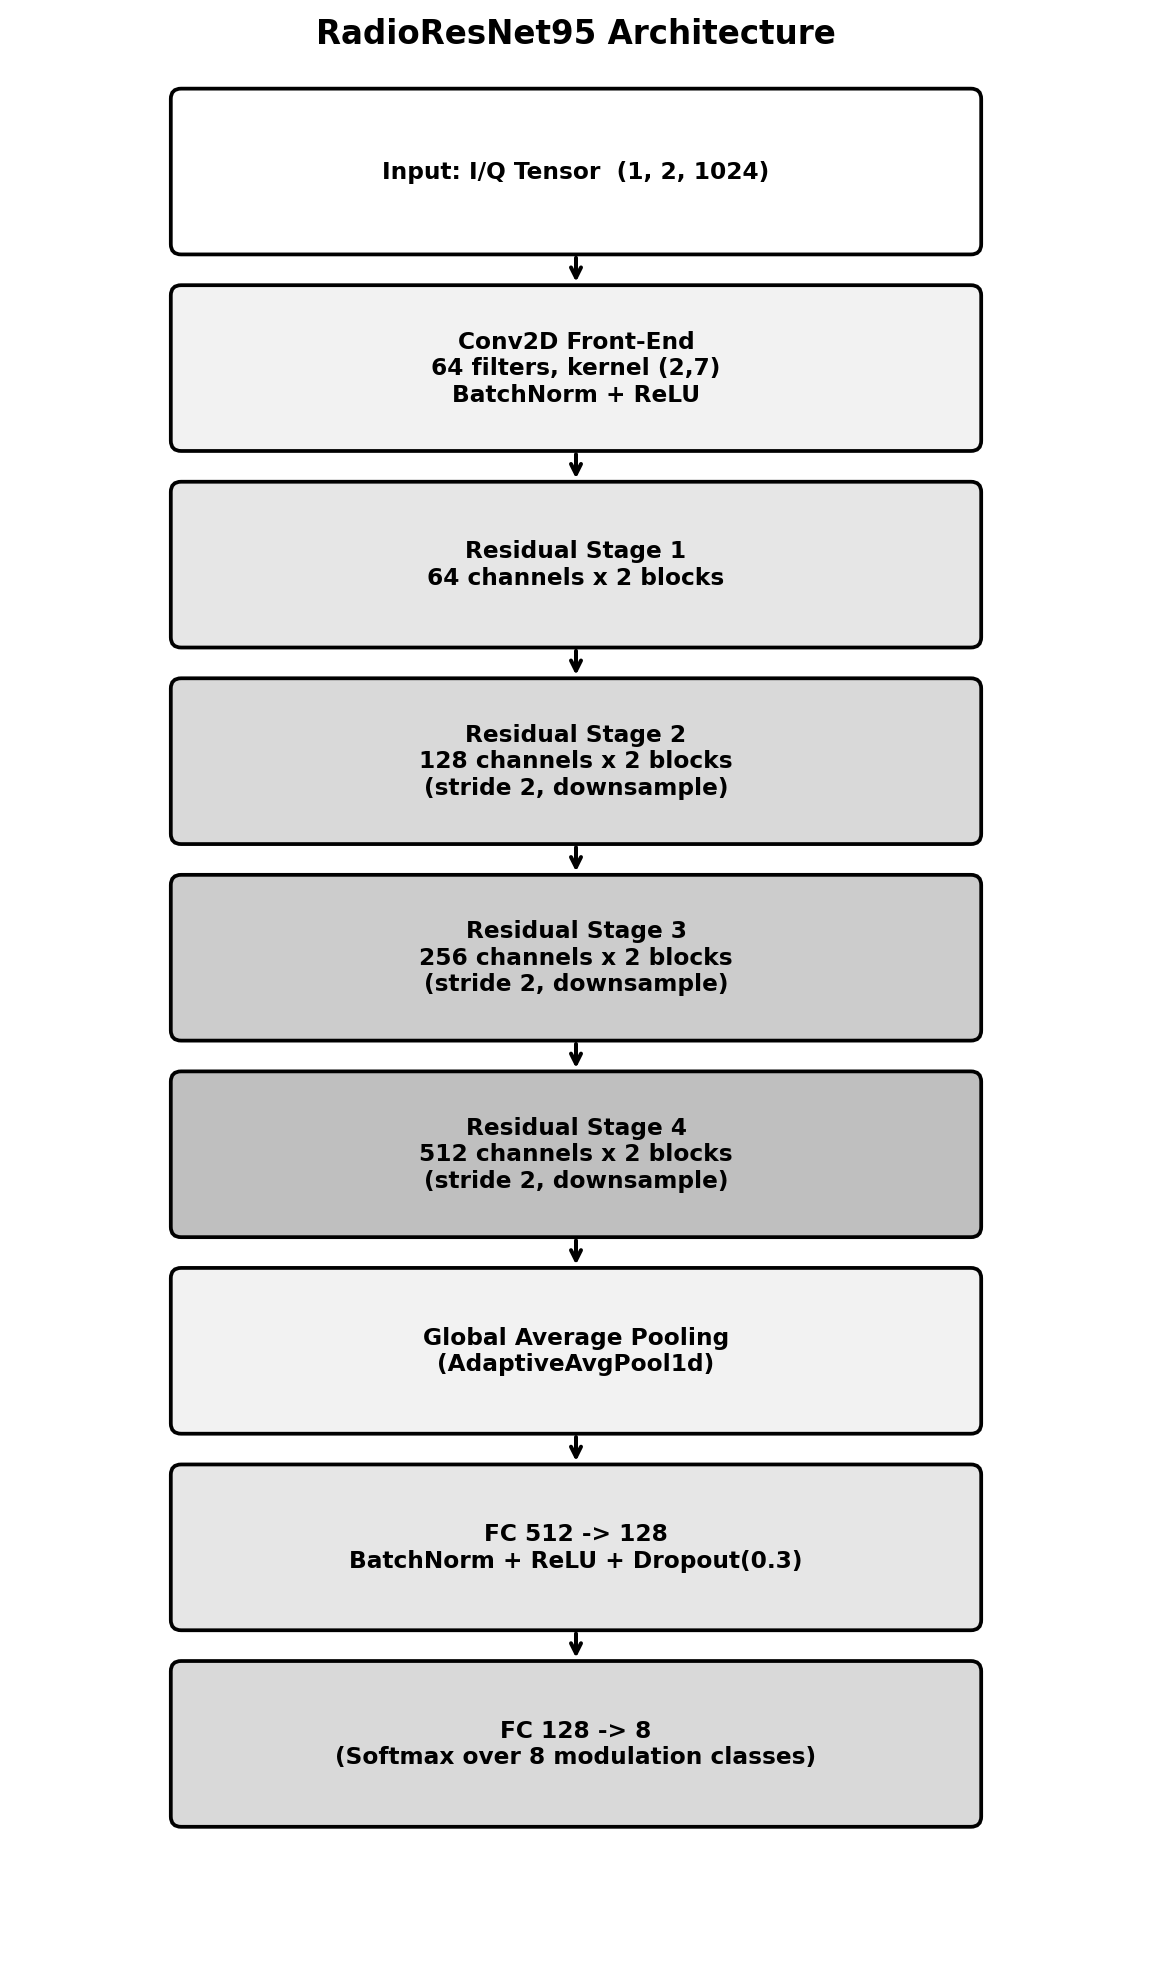 RadioResNet95 Architecture
Input: I/Q Tensor  (1, 2, 1024)
Conv2D Front-End
64 filters, kernel (2,7)
BatchNorm + ReLU
Residual Stage 1
64 channels x 2 blocks
Residual Stage 2
128 channels x 2 blocks
(stride 2, downsample)
Residual Stage 3
256 channels x 2 blocks
(stride 2, downsample)
Residual Stage 4
512 channels x 2 blocks
(stride 2, downsample)
Global Average Pooling
(AdaptiveAvgPool1d)
FC 512 -> 128
BatchNorm + ReLU + Dropout(0.3)
FC 128 -> 8
(Softmax over 8 modulation classes)